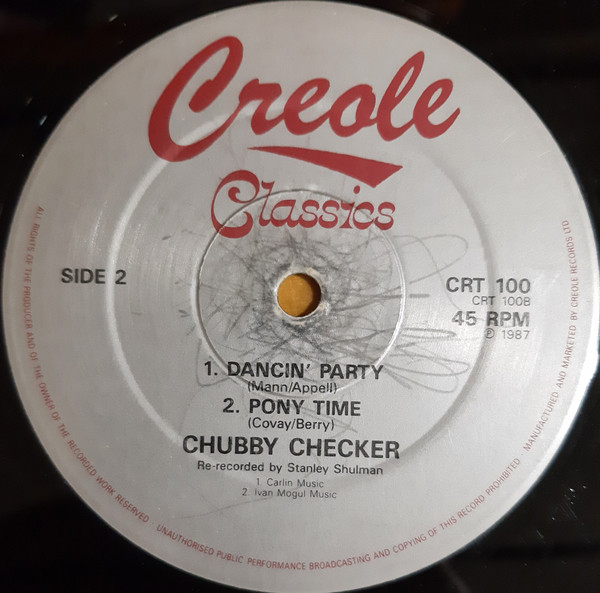 Creole
Classics
SIDE 2
CRT 100
CRT 100B
45 RPM
℗ 1987
1. DANCIN' PARTY
(Mann/Appell)
2. PONY TIME
(Covay/Berry)
CHUBBY CHECKER
Re-recorded by Stanley Shulman
1. Carlin Music
2. Ivan Mogul Music
ALL RIGHTS OF THE PRODUCER AND OF THE OWNER OF THE RECORDED WORK RESERVED UNAUTHORISED PUBLIC PERFORMANCE BROADCASTING AND COPYING OF THIS RECORD PROHIBITED MANUFACTURED AND MARKETED BY CREOLE RECORDS LTD